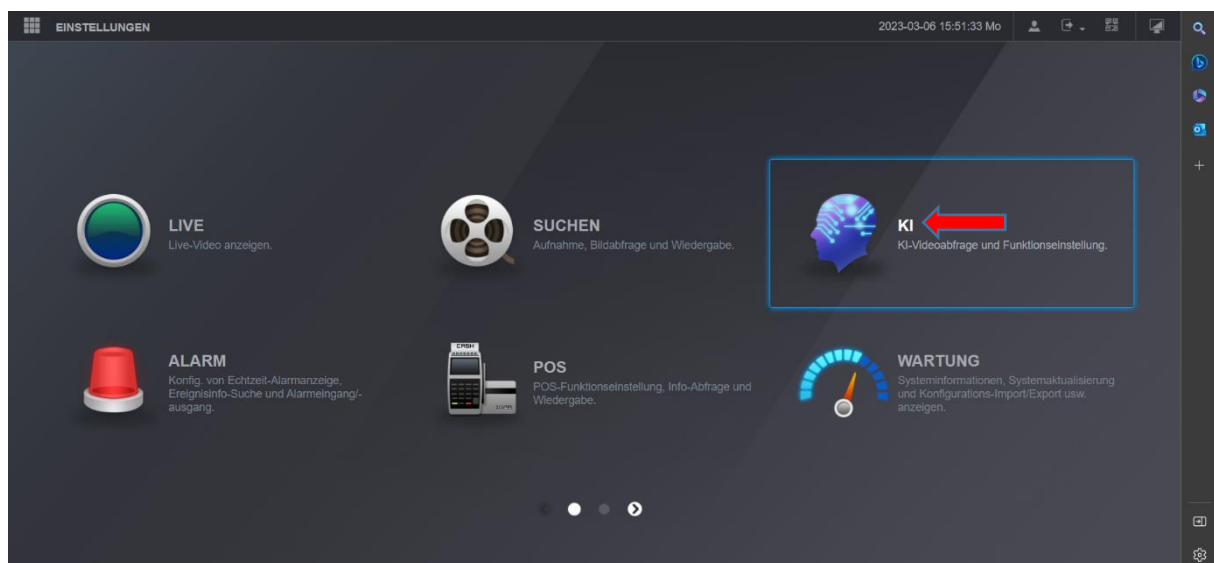 EINSTELLUNGEN
2023-03-06 15:51:33 Mo
LIVE
Live-Video anzeigen.
SUCHEN
Aufnahme, Bildabfrage und Wiedergabe.
KI
KI-Videoabfrage und Funktionseinstellung.
ALARM
Konfig. von Echtzeit-Alarmanzeige,
Ereignisinfo-Suche und Alarmeingang/-
ausgang.
CASH
POS
POS-Funktionseinstellung, Info-Abfrage und
Wiedergabe.
WARTUNG
Systeminformationen, Systemaktualisierung
und Konfigurations-Import/Export usw.
anzeigen.